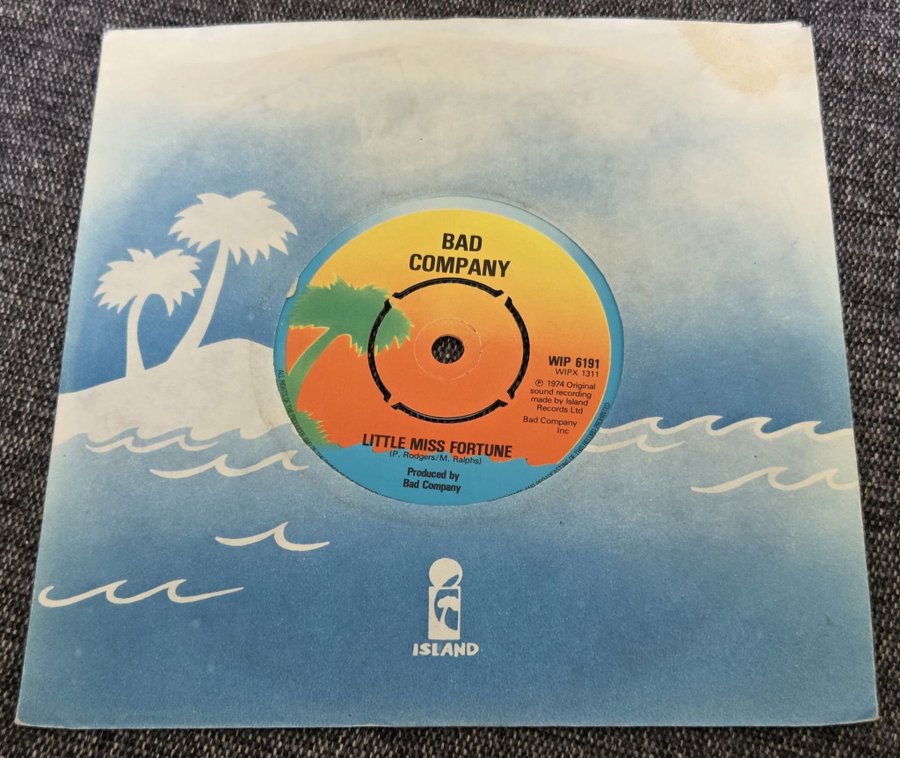 BAD
COMPANY
WIP 6191
WIPX 1311
Ⓟ 1974 Original
sound recording
made by Island
Records Ltd
Bad Company
Inc
LITTLE MISS FORTUNE
(P. Rodgers/M. Ralphs)
Produced by
Bad Company
ISLAND